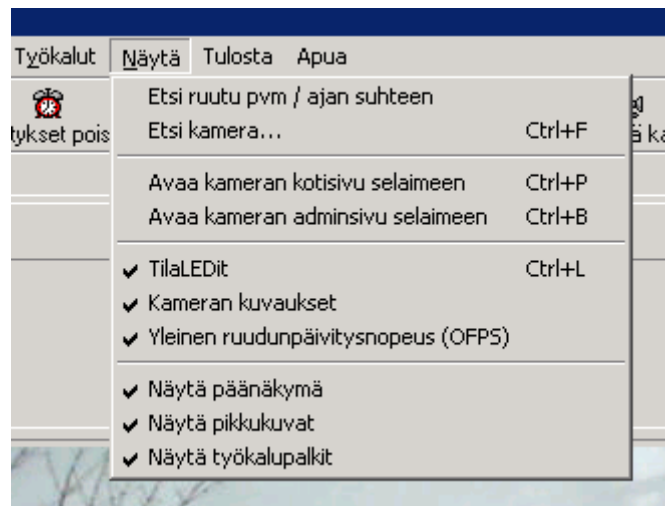 Työkalut Näytä Tulosta Apua
Etsi ruutu pvm / ajan suhteen
Etsi kamera... Ctrl+F
pois
Avaa kameran kotisivu selaimeen Ctrl+P
Avaa kameran adminsivu selaimeen Ctrl+B
TilaLEDit Ctrl+L
Kameran kuvaukset
Yleinen ruudunpäivitysnopeus (OFPS)
Näytä päänäkymä
Näytä pikkukuvat
Näytä työkalupalkit